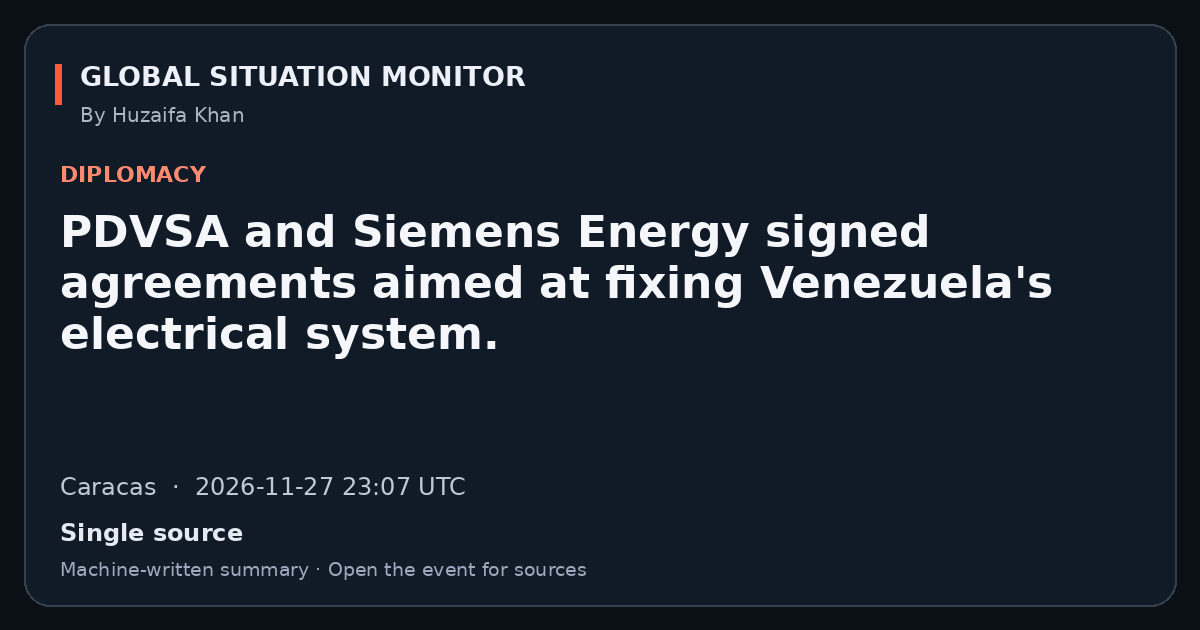 GLOBAL SITUATION MONITOR
By Huzaifa Khan
DIPLOMACY
PDVSA and Siemens Energy signed
agreements aimed at fixing Venezuela's
electrical system.
Caracas · 2026-11-27 23:07 UTC
Single source
Machine-written summary · Open the event for sources